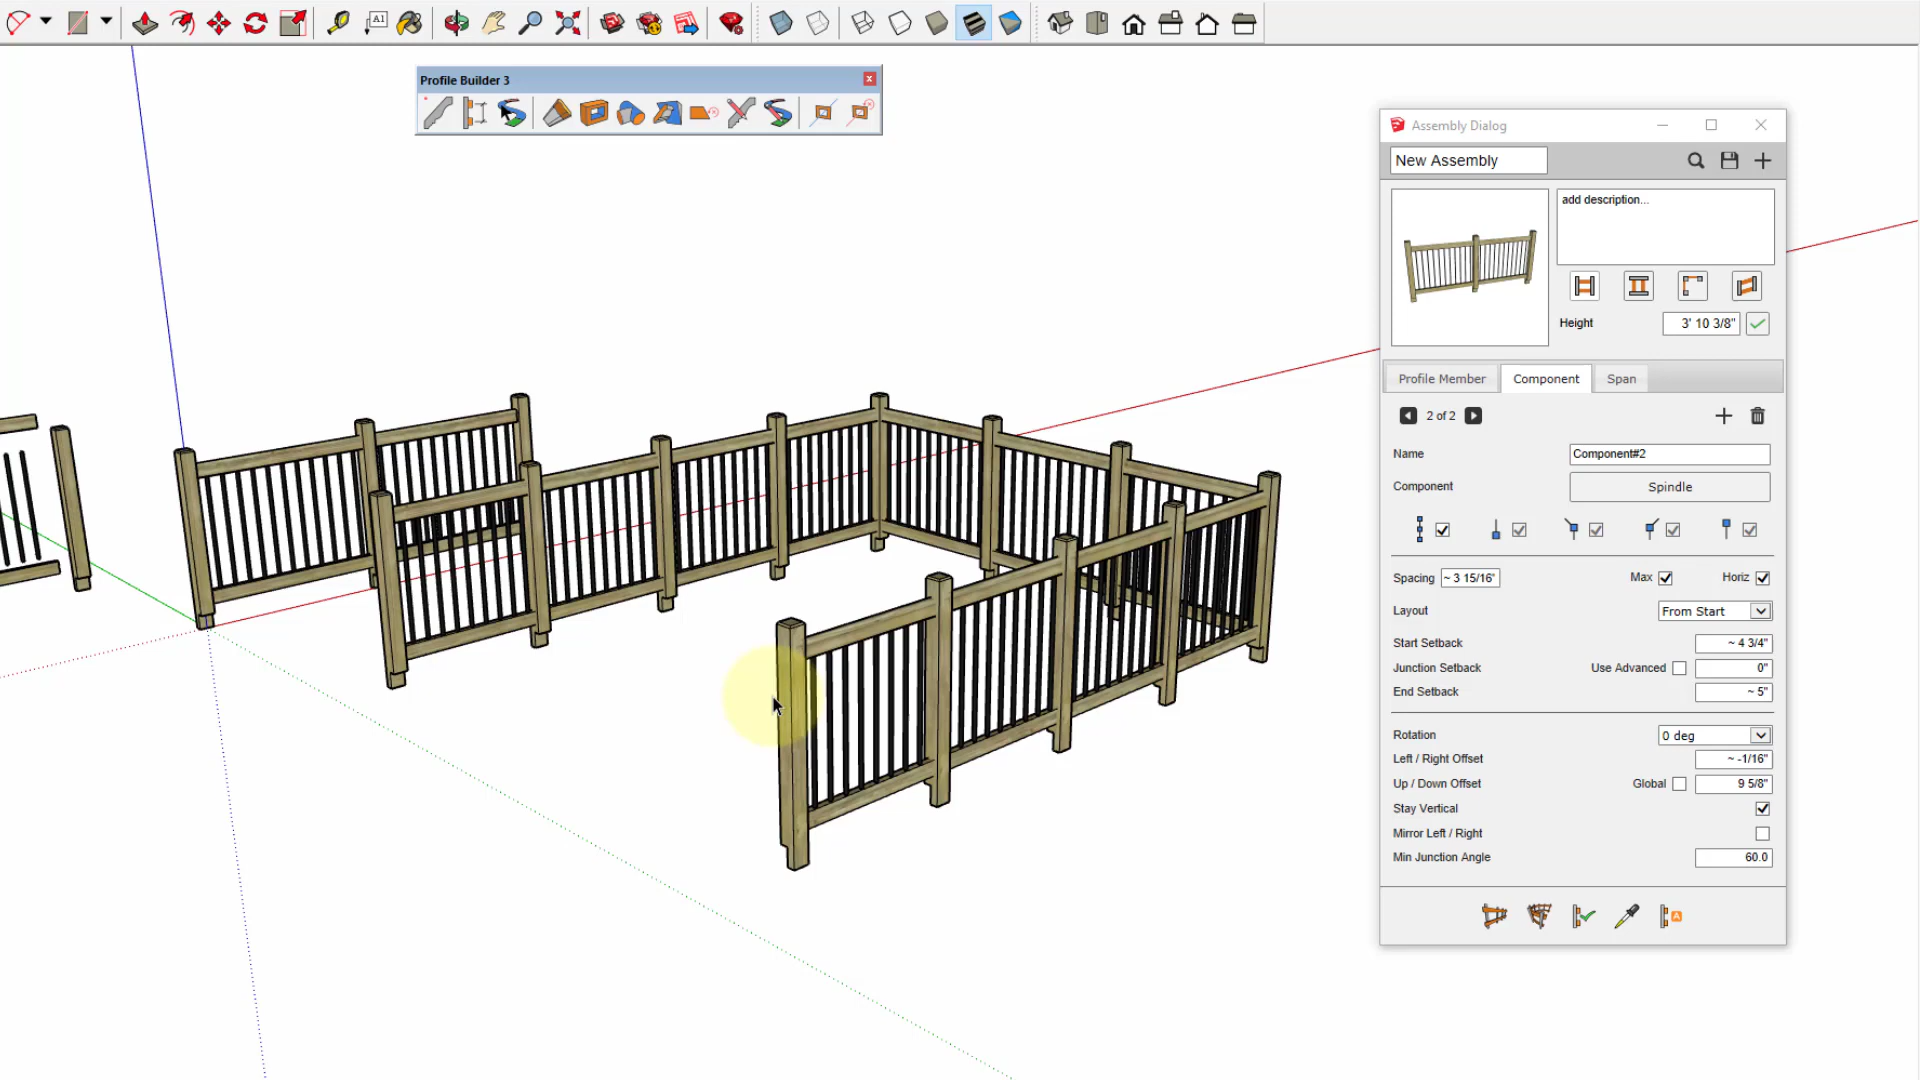 A1
Profile Builder 3
Assembly Dialog
New Assembly
add description...
Height 3' 10 3/8"
Profile Member Component Span
2 of 2
Name Component#2
Component Spindle
Spacing ~ 3 15/16" Max Horiz
Layout From Start
Start Setback ~ 4 3/4"
Junction Setback Use Advanced 0"
End Setback ~ 5"
Rotation 0 deg
Left / Right Offset ~ -1/16"
Up / Down Offset Global 9 5/8"
Stay Vertical
Mirror Left / Right
Min Junction Angle 60.0
A